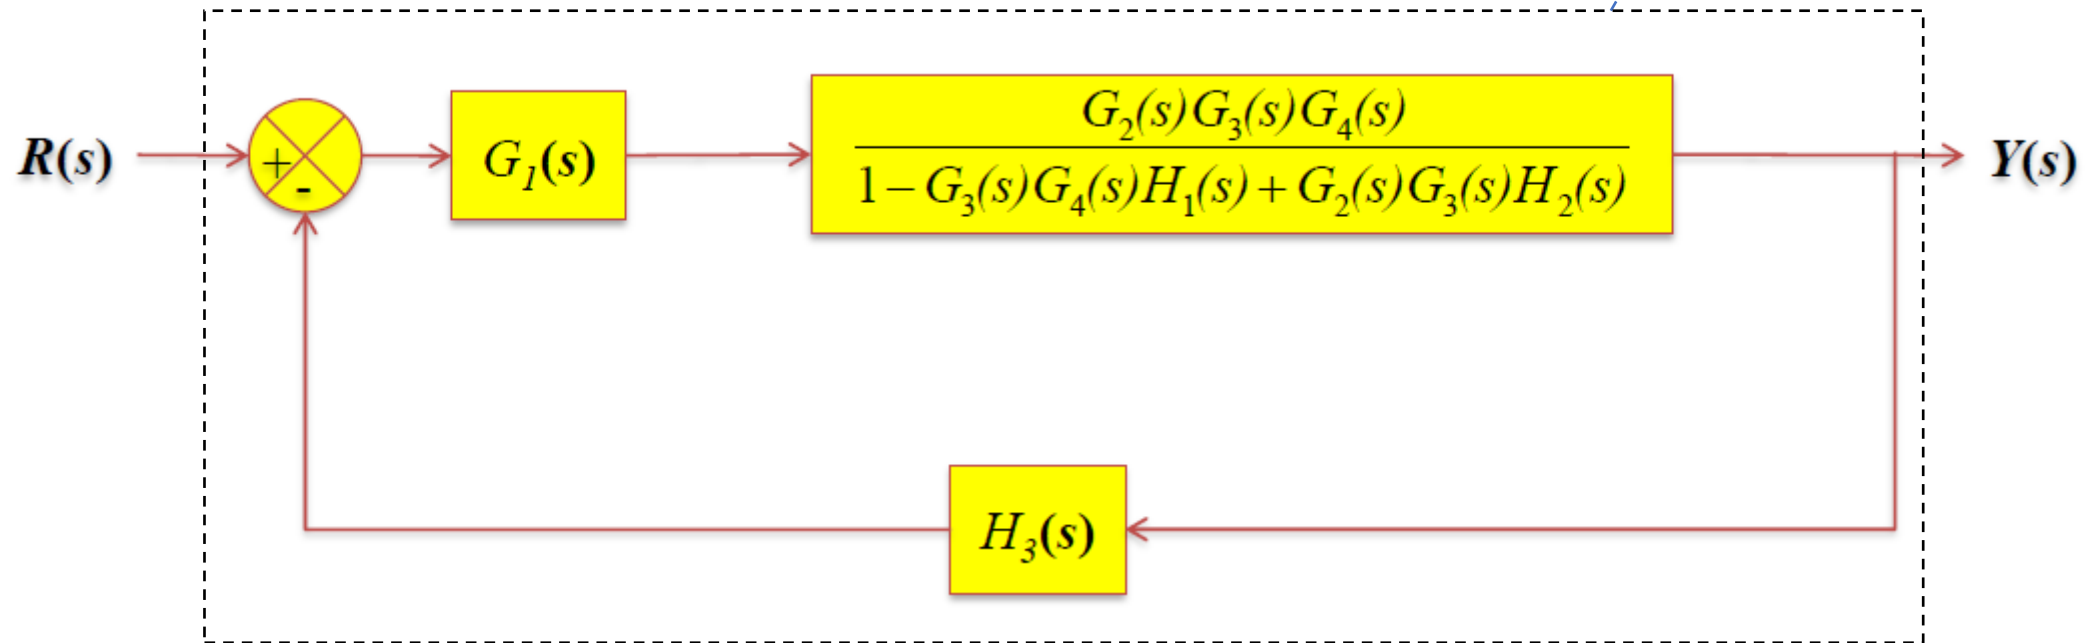 R(s)
+
-
G₁(s)
G₂(s)G₃(s)G₄(s)
1−G₃(s)G₄(s)H₁(s)+G₂(s)G₃(s)H₂(s)
Y(s)
H₃(s)